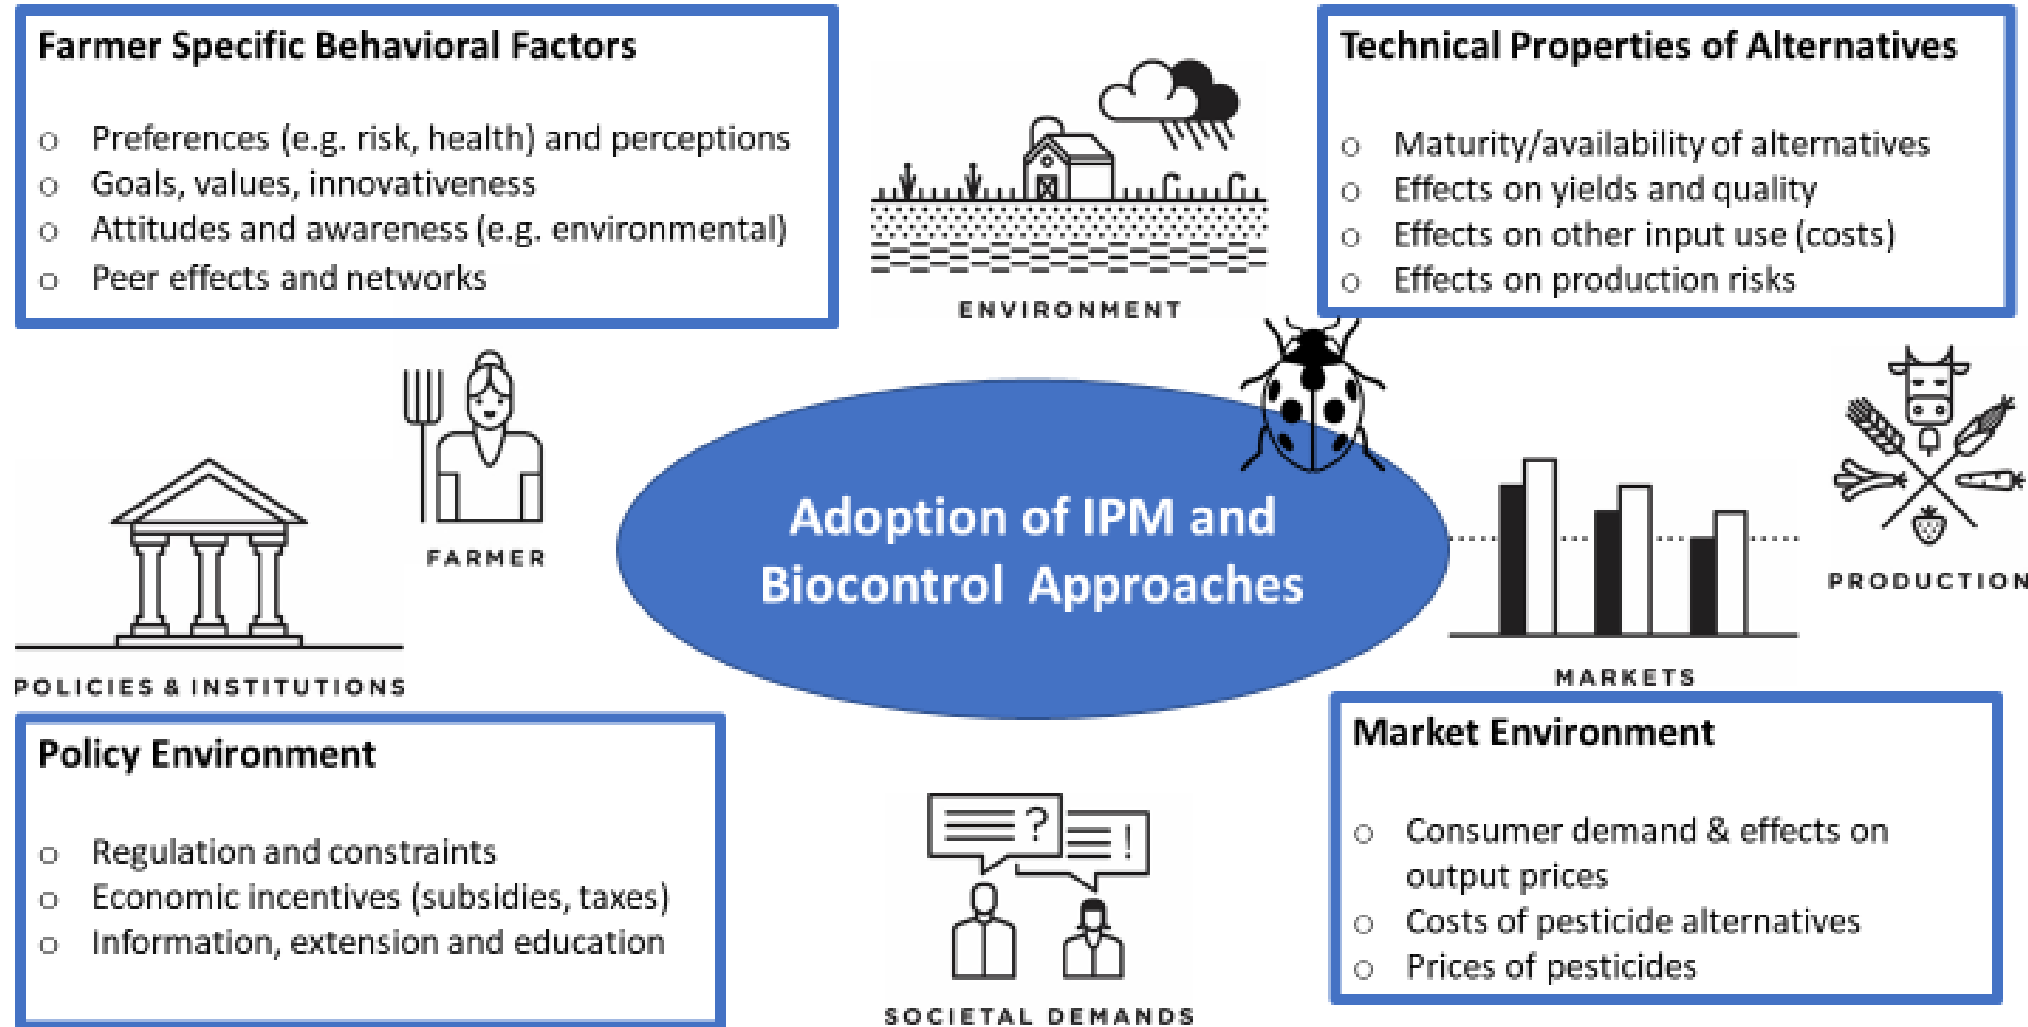 Farmer Specific Behavioral Factors
○ Preferences (e.g. risk, health) and perceptions
○ Goals, values, innovativeness
○ Attitudes and awareness (e.g. environmental)
○ Peer effects and networks
ENVIRONMENT
Technical Properties of Alternatives
○ Maturity/availability of alternatives
○ Effects on yields and quality
○ Effects on other input use (costs)
○ Effects on production risks
FARMER
POLICIES & INSTITUTIONS
Adoption of IPM and
Biocontrol Approaches
PRODUCTION
MARKETS
Policy Environment
○ Regulation and constraints
○ Economic incentives (subsidies, taxes)
○ Information, extension and education
?
!
SOCIETAL DEMANDS
Market Environment
○ Consumer demand & effects on
output prices
○ Costs of pesticide alternatives
○ Prices of pesticides